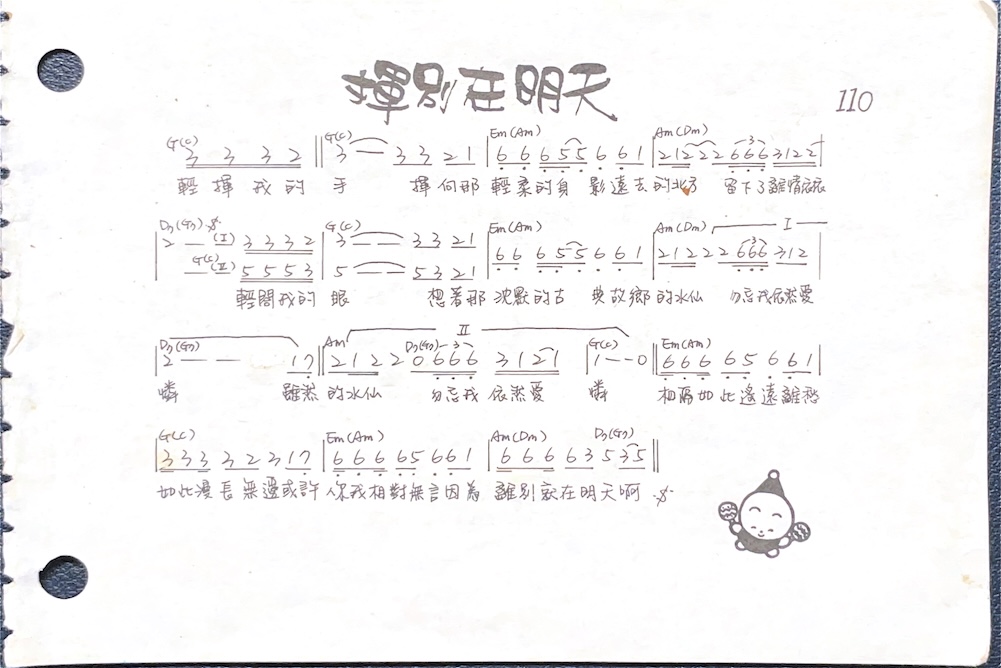 揮別在明天
110
G(C) G(C) Em(Am) Am(Dm)
3 3 3 2 || 3 — 3 3 2 1 | 6 6 6 5 5 6 6 1 | 2 1 2 2 2 6 6 6 3 1 2 2
輕揮我的手 揮向那輕柔的身影遠去的北方 留下了離情依依
D7(G7) G(C) Em(Am) Am(Dm) I
2 — (I) 3 3 3 2 | 3 — 3 3 2 1 | 6 6 6 5 5 6 6 1 | 2 1 2 2 2 6 6 6 3 1 2
G(C) — (II) 5 5 5 3 | 5 — 5 3 2 1
輕闔我的眼 想著那沈默的古典故鄉的水仙 勿忘我依然愛
II
D7(G7) Am D7(G7) 3 G(C) Em(Am)
2 — — 1 7 || 2 1 2 2 0 6 6 6 3 1 2 1 | 1 — — 0 || 6 6 6 6 5 6 6 1
憐 雖然的水仙 勿忘我依然愛憐 相隔如此遙遠離愁
G(C) Em(Am) Am(Dm) D7(G7)
3 3 3 3 2 3 1 7 | 6 6 6 6 5 6 6 1 | 6 6 6 6 3 5 3 5 ||
如此漫長無邊或許你我相對無言因為離別就在明天啊